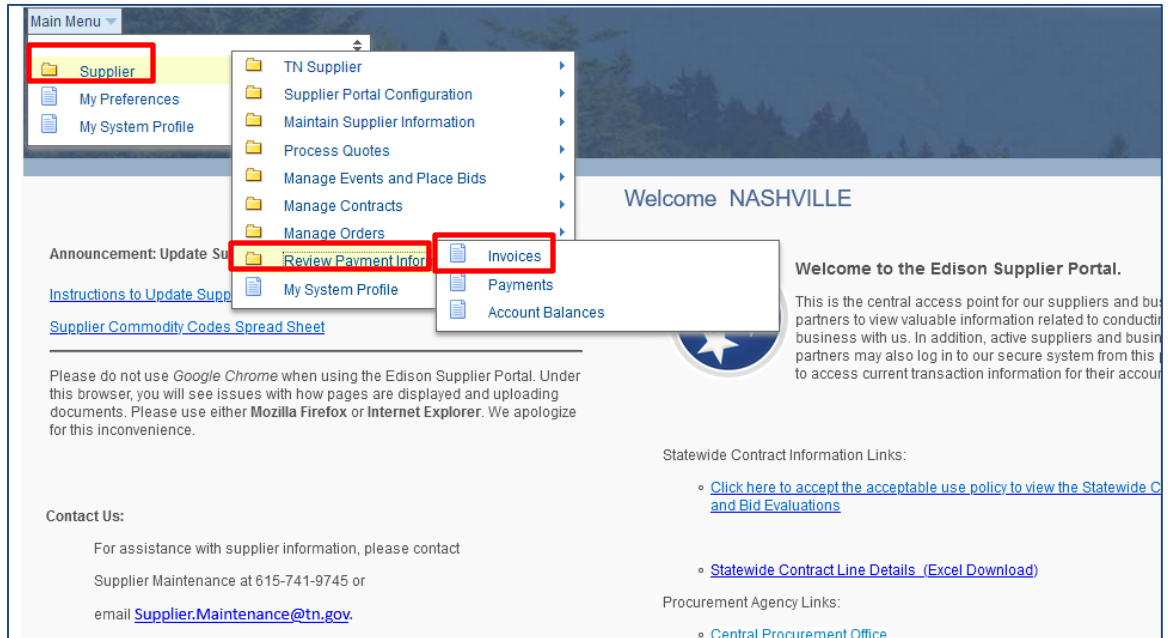 Main Menu
Supplier
My Preferences
My System Profile
TN Supplier
Supplier Portal Configuration
Maintain Supplier Information
Process Quotes
Manage Events and Place Bids
Manage Contracts
Manage Orders
Review Payment Infor
My System Profile
Invoices
Payments
Account Balances
Welcome NASHVILLE
Announcement: Update Su
Instructions to Update Supp
Supplier Commodity Codes Spread Sheet
Please do not use Google Chrome when using the Edison Supplier Portal. Under
this browser, you will see issues with how pages are displayed and uploading
documents. Please use either Mozilla Firefox or Internet Explorer. We apologize
for this inconvenience.
Contact Us:
For assistance with supplier information, please contact
Supplier Maintenance at 615-741-9745 or
email Supplier.Maintenance@tn.gov.
Welcome to the Edison Supplier Portal.
This is the central access point for our suppliers and bus
partners to view valuable information related to conductin
business with us. In addition, active suppliers and busin
partners may also log in to our secure system from this
to access current transaction information for their accoun
Statewide Contract Information Links:
Click here to accept the acceptable use policy to view the Statewide C
and Bid Evaluations
Statewide Contract Line Details (Excel Download)
Procurement Agency Links:
Central Procurement Office